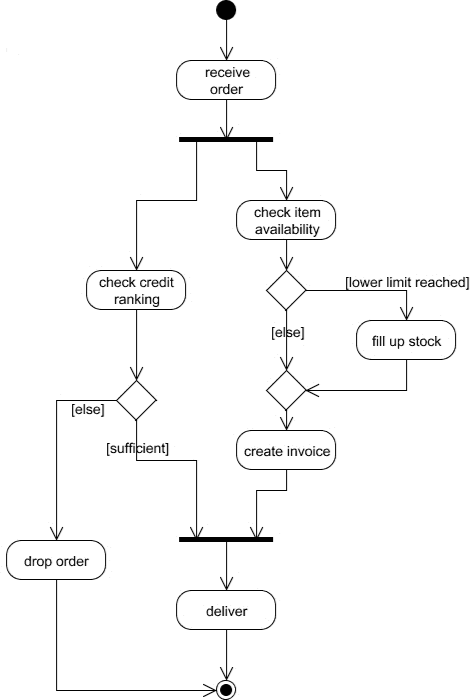 receive
order
check item
availability
[lower limit reached]
check credit
ranking
[else]
fill up stock
[else]
[sufficient]
create invoice
drop order
deliver